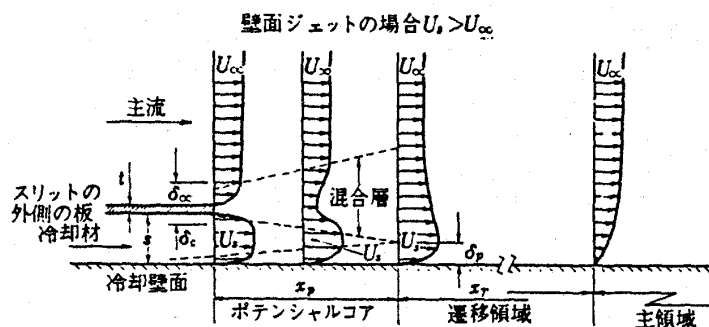 壁面ジェットの場合Us>U∞
U∞ U∞ U∞ U∞
主流
混合層
t
δ∞
スリットの
外側の板
冷却材
s
δc
Us
Us
Us
δp
冷却壁面
xp
xr
ポテンシャルコア
遷移領域
主領域